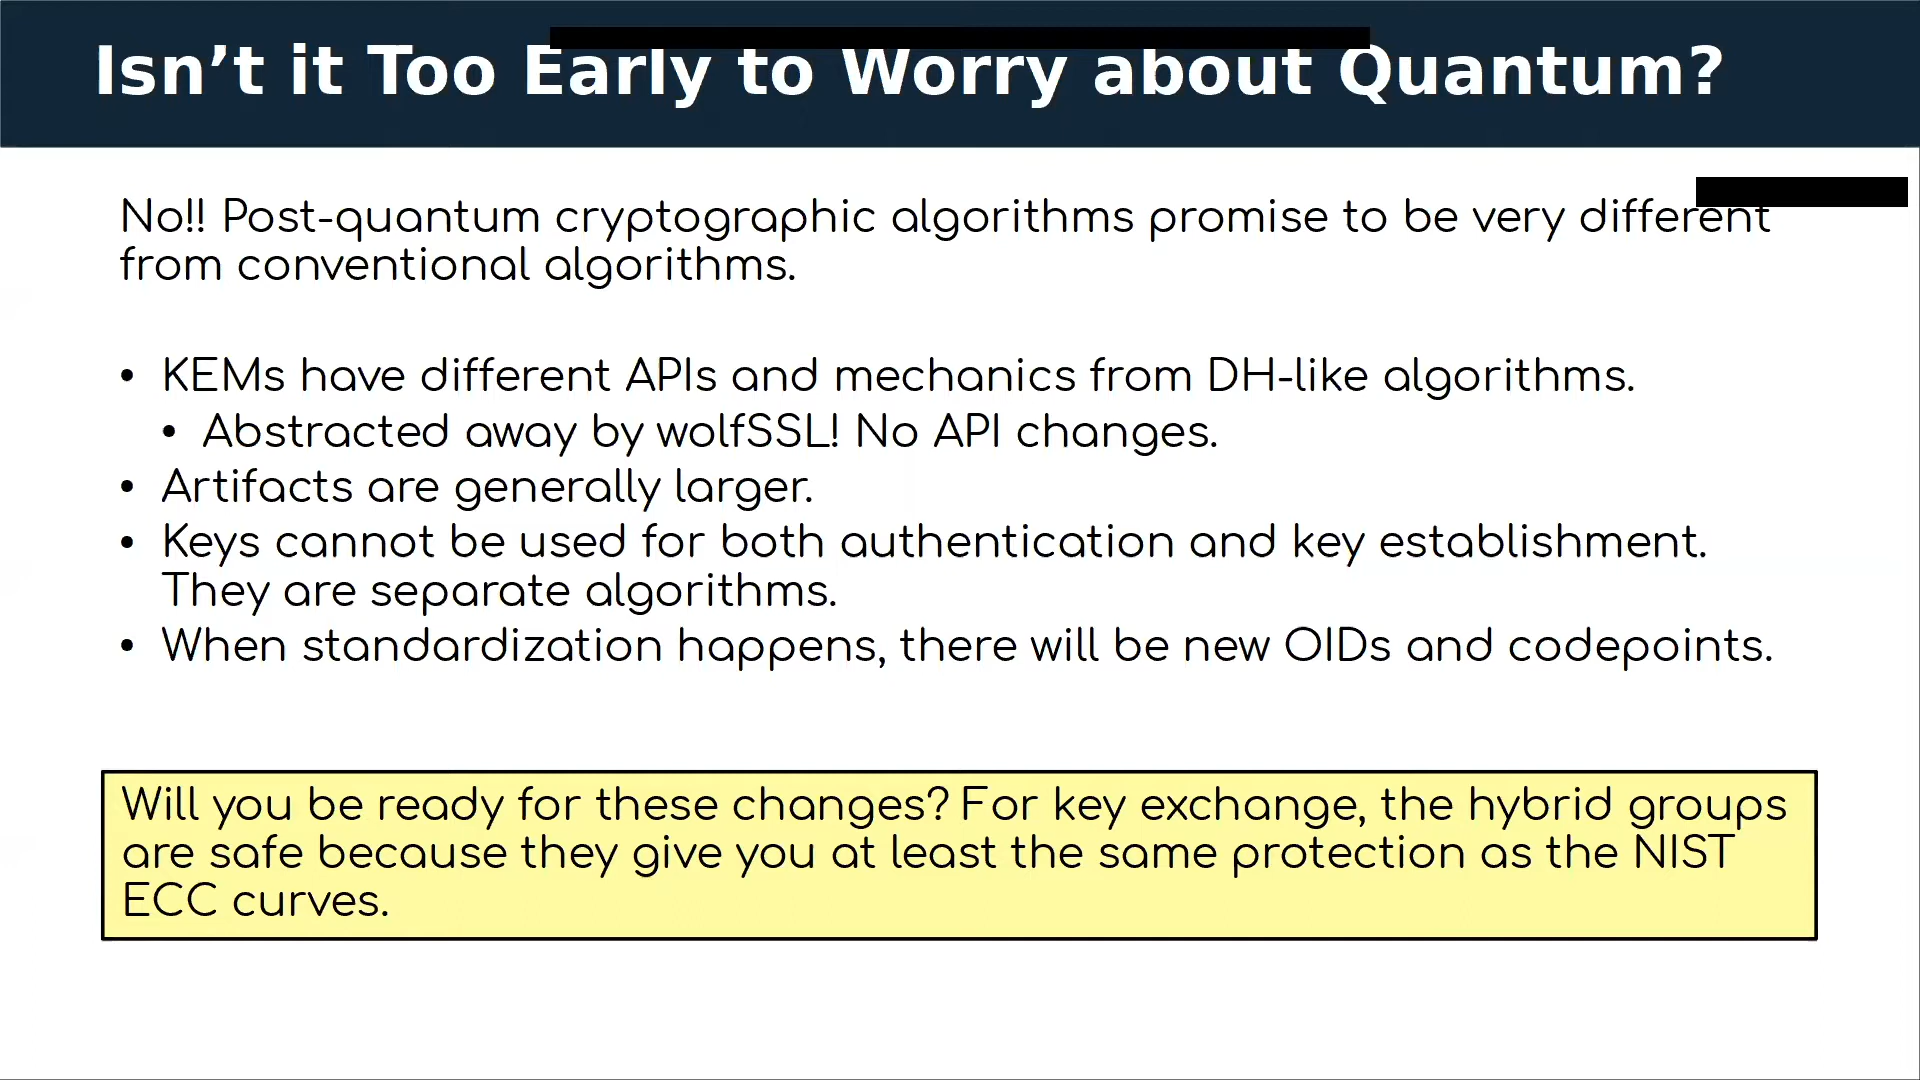 Isn’t it Too Early to Worry about Quantum?
No!! Post-quantum cryptographic algorithms promise to be very different
from conventional algorithms.
• KEMs have different APIs and mechanics from DH-like algorithms.
• Abstracted away by wolfSSL! No API changes.
• Artifacts are generally larger.
• Keys cannot be used for both authentication and key establishment.
They are separate algorithms.
• When standardization happens, there will be new OIDs and codepoints.
Will you be ready for these changes? For key exchange, the hybrid groups
are safe because they give you at least the same protection as the NIST
ECC curves.